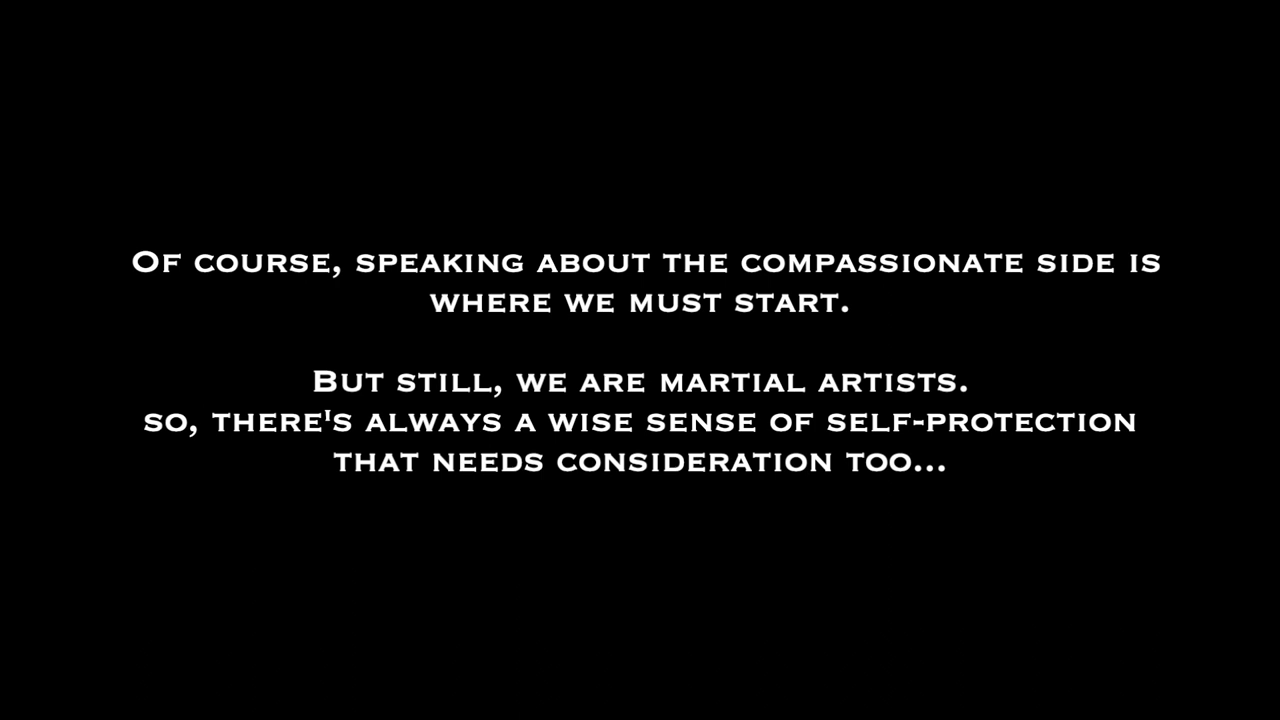 Of course, speaking about the compassionate side is
where we must start.
But still, we are martial artists.
so, there's always a wise sense of self-protection
that needs consideration too...